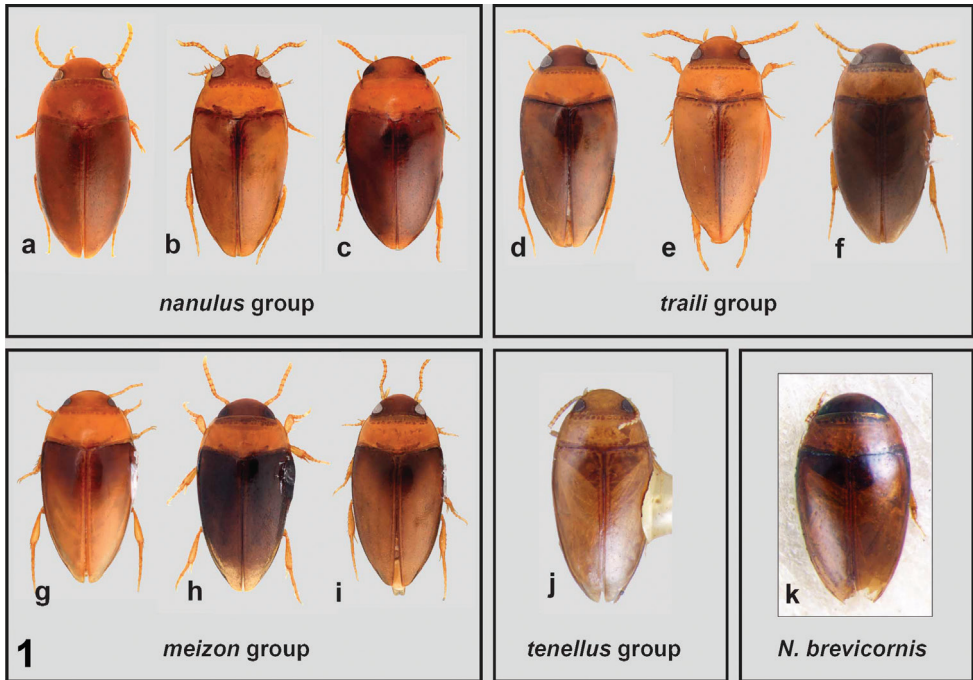 a
b
c
nanulus group
d
e
f
traili group
g
h
i
meizon group
1
j
tenellus group
k
N. brevicornis